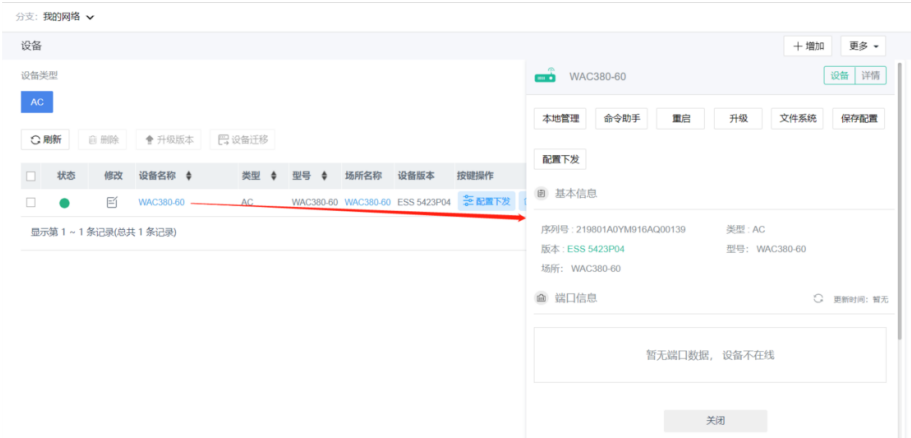 分支: 我的网络
设备
增加 更多
设备类型
AC
刷新 删除 升级版本 设备迁移
状态 修改 设备名称 类型 型号 场所名称 设备版本 按键操作
WAC380-60 AC WAC380-60 WAC380-60 ESS 5423P04 配置下发
显示第 1 ~ 1 条记录(总共 1 条记录)
WAC380-60 设备 详情
本地管理 命令助手 重启 升级 文件系统 保存配置
配置下发
基本信息
序列号 : 219801A0YM916AQ00139 类型 : AC
版本 : ESS 5423P04 型号: WAC380-60
场所: WAC380-60
端口信息 更新时间: 暂无
暂无端口数据, 设备不在线
关闭